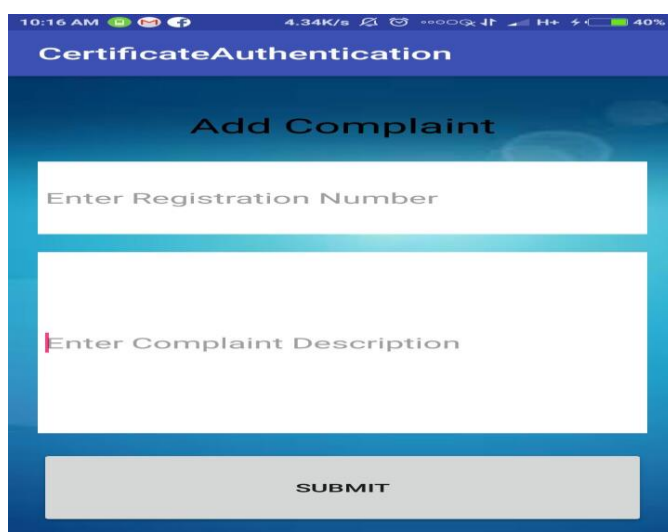 10:16 AM 4.34K/s H+ 40%
CertificateAuthentication
Add Complaint
Enter Registration Number
Enter Complaint Description
SUBMIT